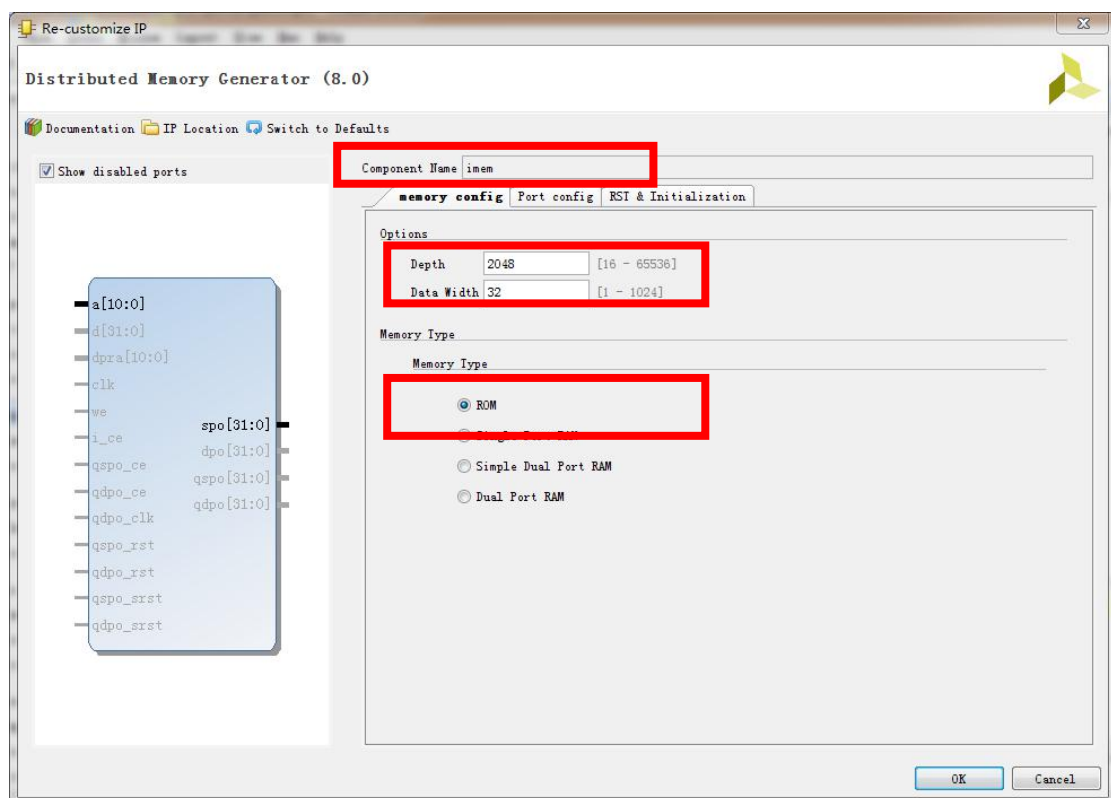 Re-customize IP
Distributed Memory Generator (8.0)
Documentation IP Location Switch to Defaults
Show disabled ports
Component Name imem
memory config Port config RST & Initialization
Options
Depth 2048 [16 - 65536]
Data Width 32 [1 - 1024]
Memory Type
Memory Type
ROM
Simple Dual Port RAM
Dual Port RAM
a[10:0]
d[31:0]
dpra[10:0]
clk
we
i_ce
qspo_ce
qdpo_ce
qdpo_clk
qspo_rst
qdpo_rst
qspo_srst
qdpo_srst
spo[31:0]
dpo[31:0]
qspo[31:0]
qdpo[31:0]
OK Cancel